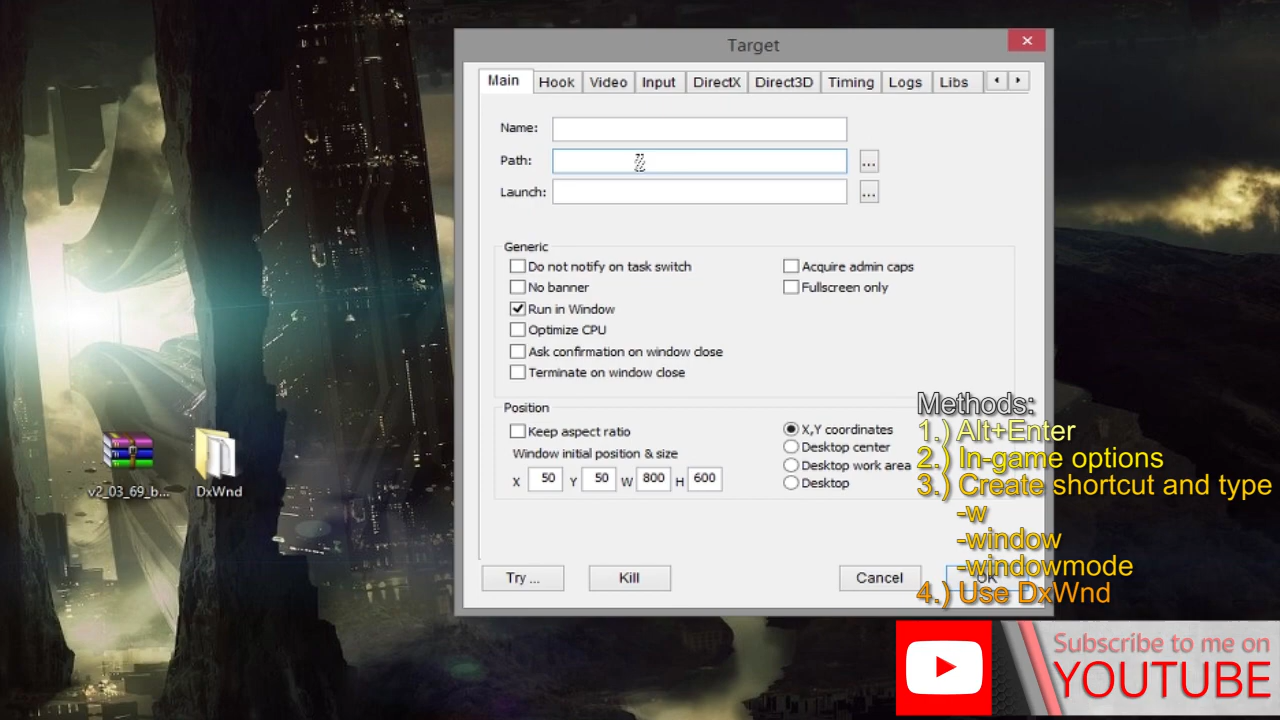 Target
Main Hook Video Input DirectX Direct3D Timing Logs Libs
Name:
Path:
...
Launch:
...
Generic
Do not notify on task switch
Acquire admin caps
No banner
Fullscreen only
Run in Window
Optimize CPU
Ask confirmation on window close
Terminate on window close
Position
Keep aspect ratio
Window initial position & size
X 50 Y 50 W 800 H 600
X,Y coordinates
Desktop center
Desktop work area
Desktop
Try ...
Kill
Cancel
OK
v2_03_69_b...
DxWnd
Methods:
1.) Alt+Enter
2.) In-game options
3.) Create shortcut and type
-w
-window
-windowmode
4.) Use DxWnd
Subscribe to me on
YOUTUBE